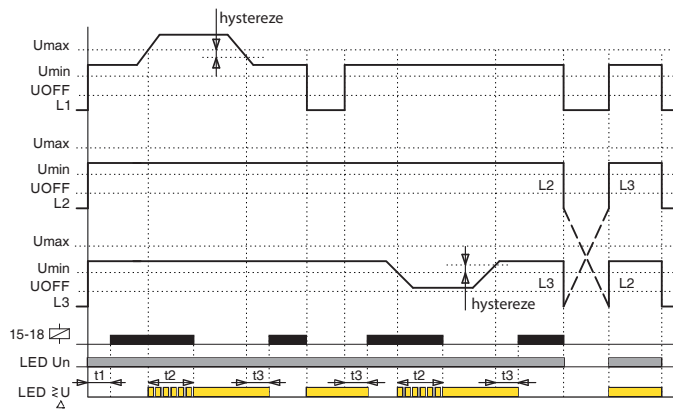 hystereze
Umax
Umin
UOFF
L1
Umax
Umin
UOFF
L2
L2
L3
Umax
Umin
UOFF
L3
L3
L2
hystereze
15-18
LED Un
t1
t2
t3
t3
t2
t3
LED ≷U